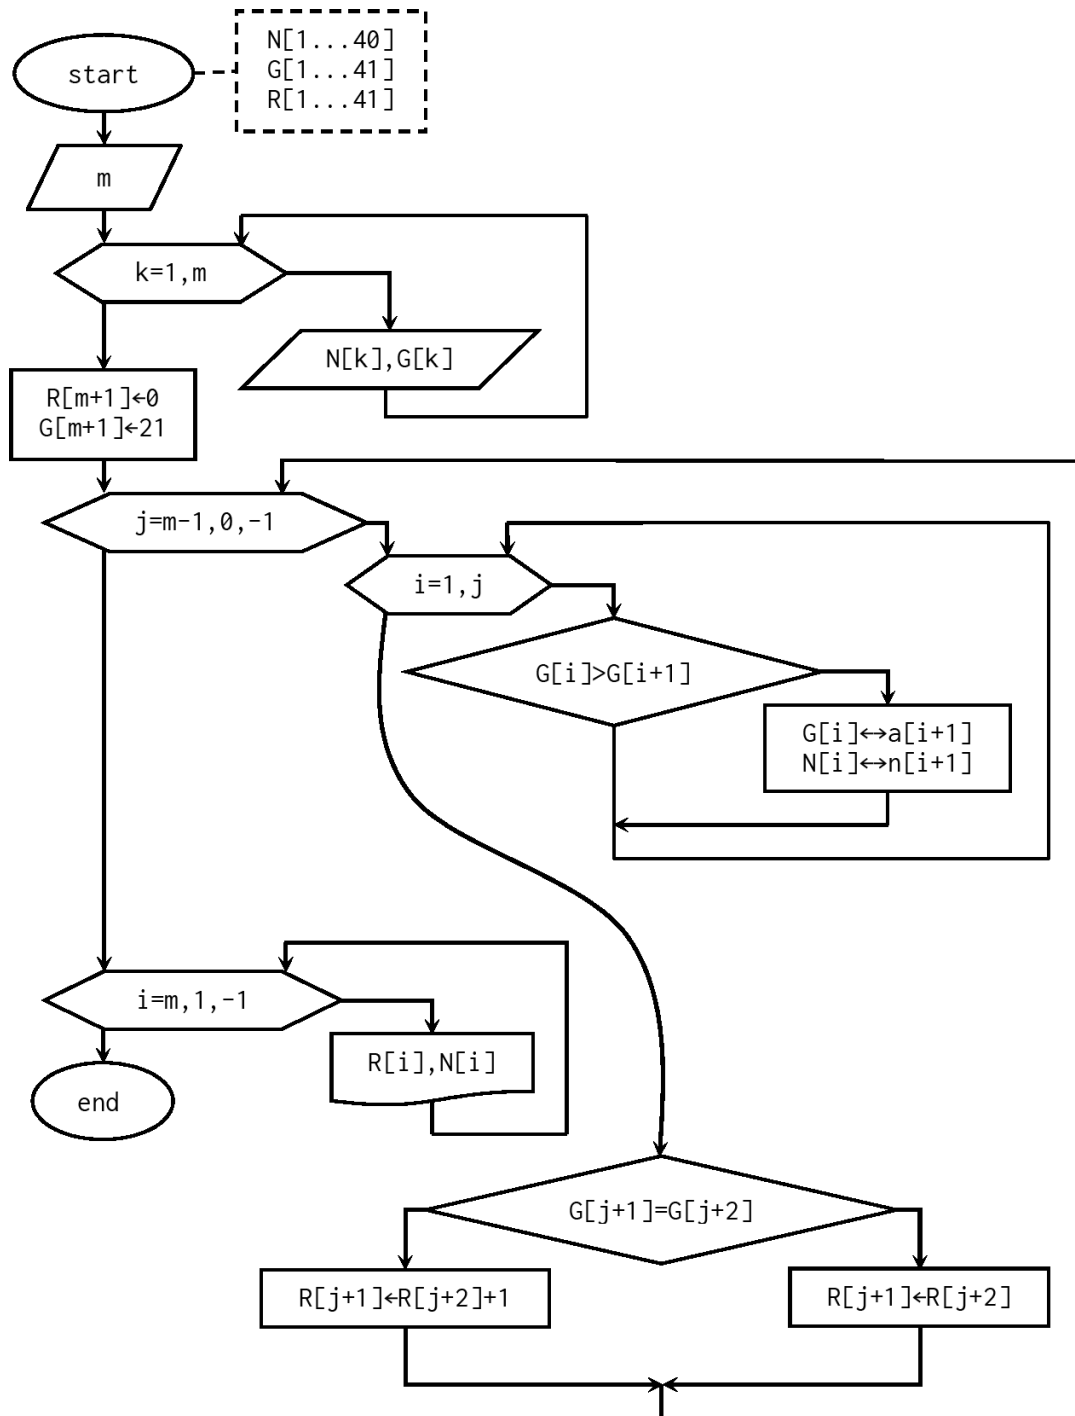 start
N[1...40]
G[1...41]
R[1...41]
m
k=1,m
N[k],G[k]
R[m+1]←0
G[m+1]←21
j=m-1,0,-1
i=1,j
G[i]>G[i+1]
G[i]↔a[i+1]
N[i]↔n[i+1]
i=m,1,-1
R[i],N[i]
end
G[j+1]=G[j+2]
R[j+1]←R[j+2]+1
R[j+1]←R[j+2]